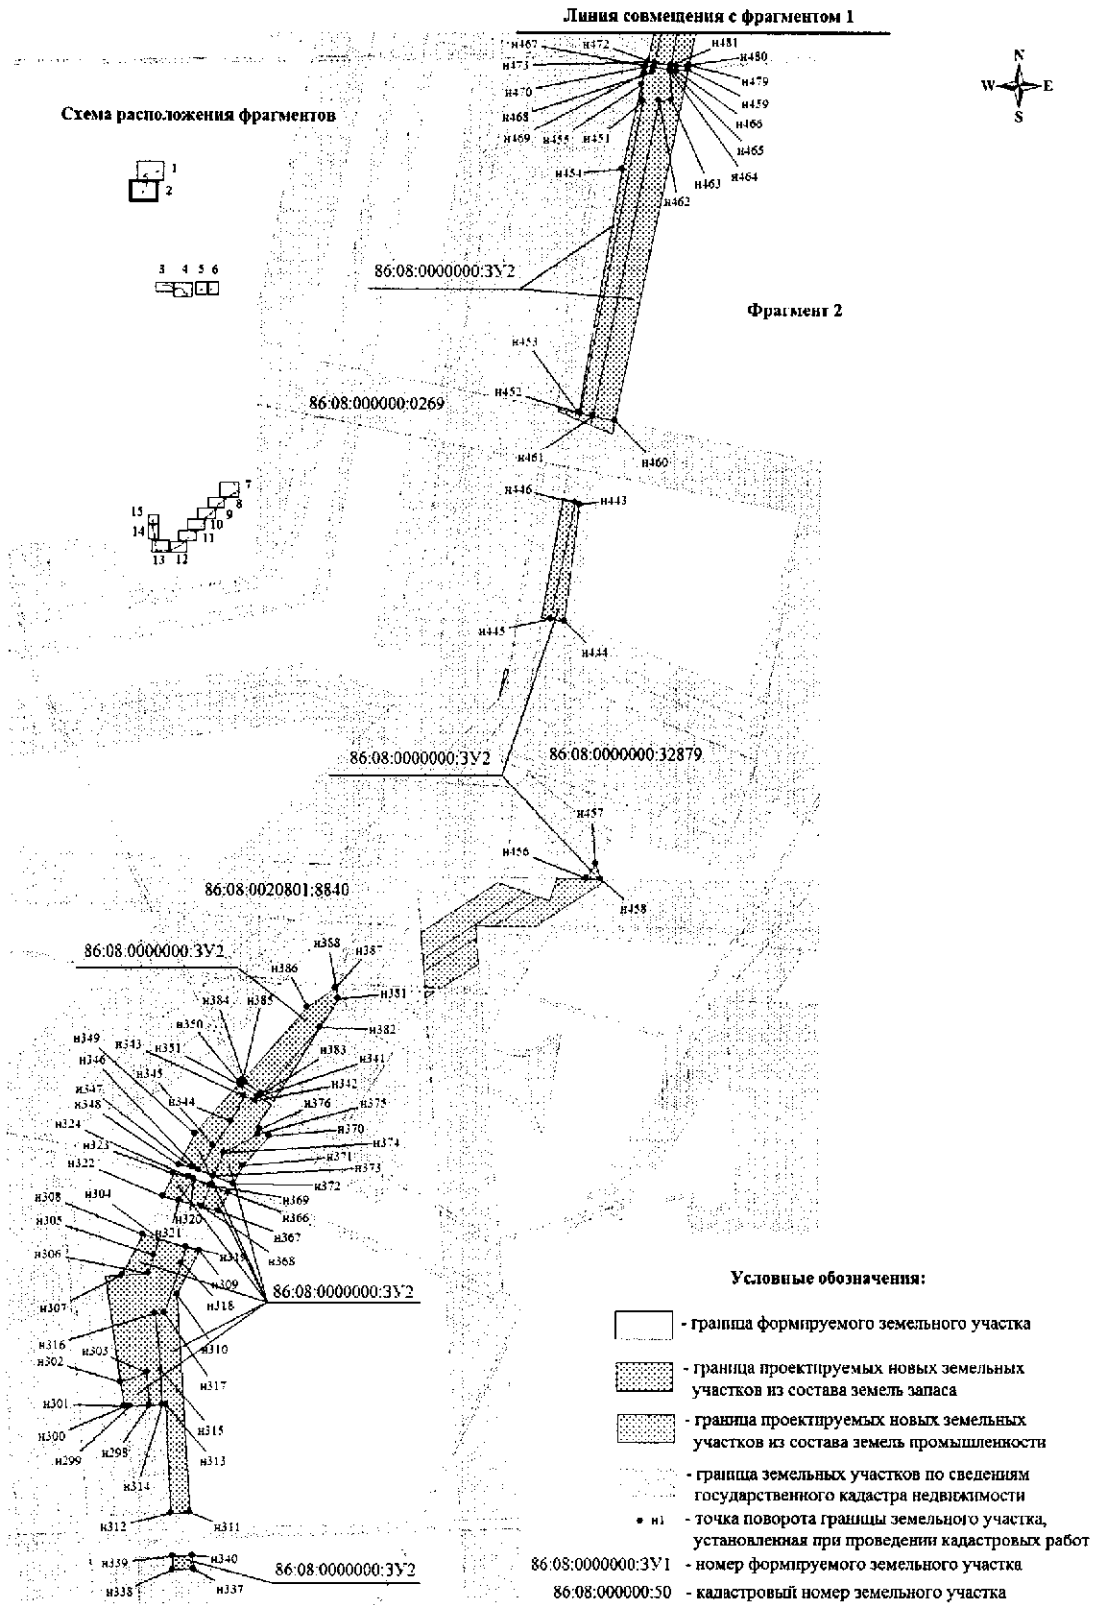 Линия совмещения с фрагментом 1
н467
н472
н481
н473
н480
н470
н479
н468
н459
н469
н455
н451
н466
н465
н464
н463
н454
н462
N
W
E
S
Схема расположения фрагментов
1
2
3
4
5
6
86:08:0000000:ЗУ2
Фрагмент 2
н453
н452
86:08:000000:0269
н461
н460
7
8
9
10
11
12
13
14
15
н446
н443
н445
н444
86:08:0000000:ЗУ2
86:08:0000000:32879
н457
н456
н458
86:08:0020801:8840
86:08:0000000:ЗУ2
н388
н387
н386
н385
н384
н381
н382
н350
н351
н349
н343
н383
н341
н346
н345
н342
н347
н344
н376
н375
н348
н370
н324
н374
н323
н371
н373
н322
н372
н369
н308
н304
н366
н320
н367
н305
н321
н319
н368
н306
н309
н307
н318
86:08:0000000:ЗУ2
н316
н310
н303
н302
н317
н301
н300
н315
н299
н298
н313
н314
н312
н311
н339
н340
86:08:0000000:ЗУ2
н338
н337
Условные обозначения:
- граница формируемого земельного участка
- граница проектируемых новых земельных
участков из состава земель запаса
- граница проектируемых новых земельных
участков из состава земель промышленности
- граница земельных участков по сведениям
государственного кадастра недвижимости
н1 - точка поворота границы земельного участка,
установленная при проведении кадастровых работ
86:08:0000000:ЗУ1 - номер формируемого земельного участка
86:08:000000:50 - кадастровый номер земельного участка